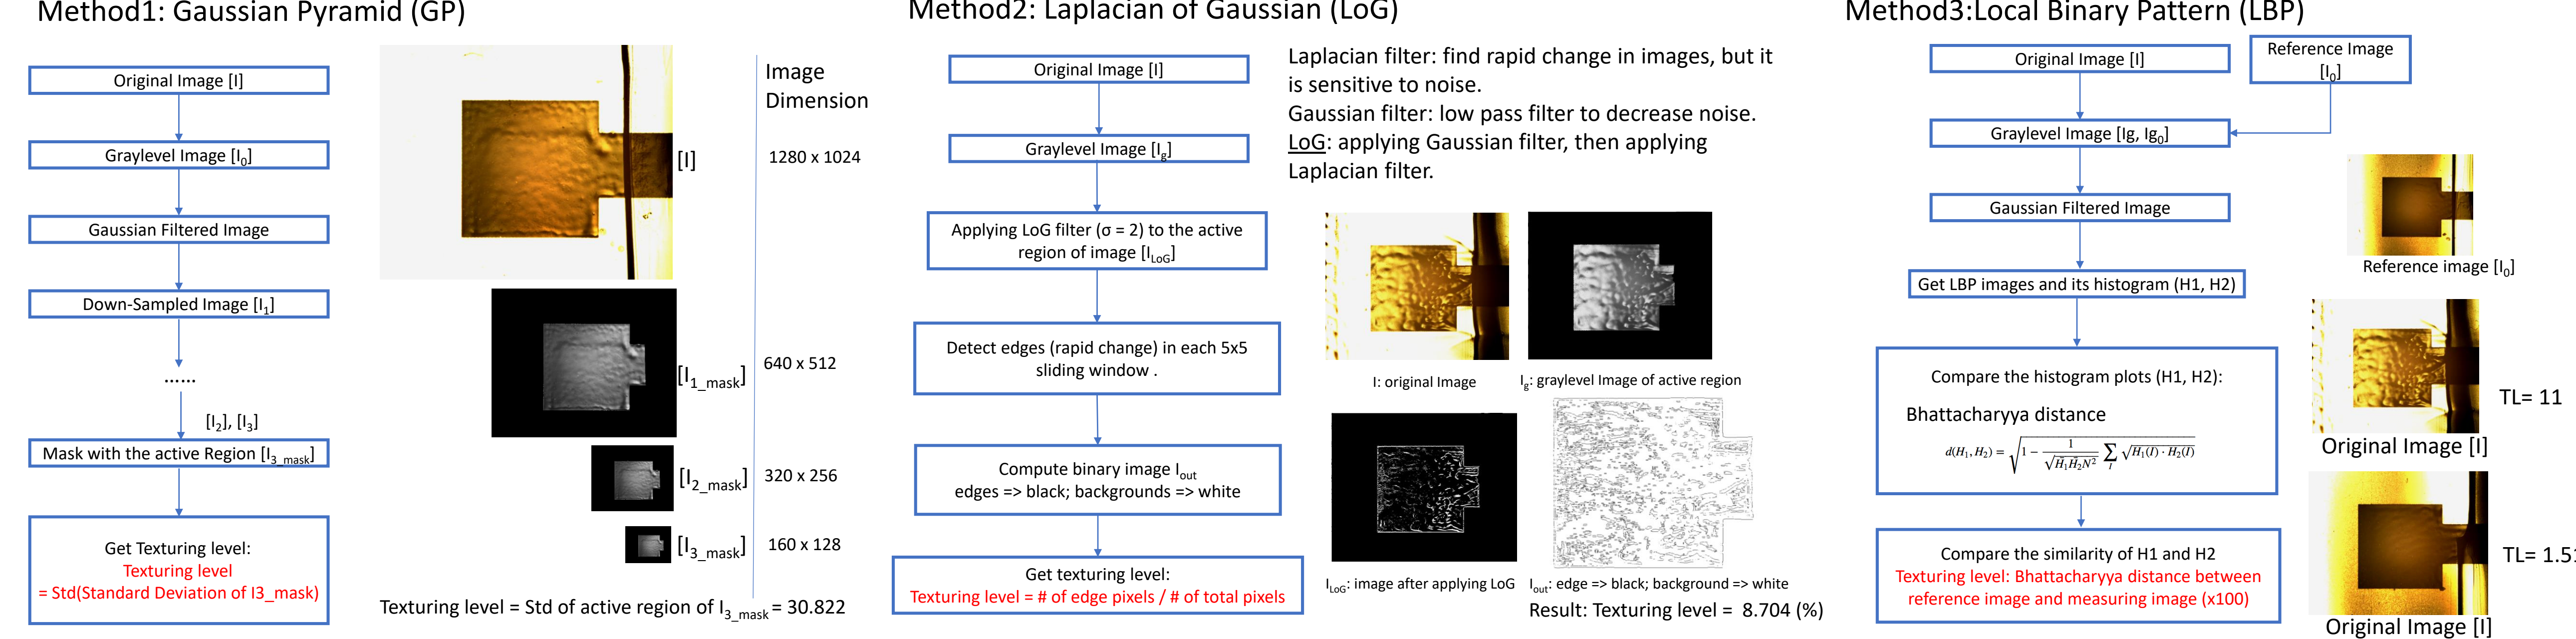 Method1: Gaussian Pyramid (GP)
Original Image [I]
Graylevel Image [I0]
Gaussian Filtered Image
Down-Sampled Image [I1]
......
[I2], [I3]
Mask with the active Region [I3_mask]
Get Texturing level:
Texturing level
= Std(Standard Deviation of I3_mask)
Image
Dimension
[I]
1280 x 1024
[I1_mask]
640 x 512
[I2_mask]
320 x 256
[I3_mask]
160 x 128
Texturing level = Std of active region of I3_mask = 30.822
Method2: Laplacian of Gaussian (LoG)
Original Image [I]
Graylevel Image [Ig]
Applying LoG filter (σ = 2) to the active
region of image [ILoG]
Detect edges (rapid change) in each 5x5
sliding window .
Compute binary image Iout
edges => black; backgrounds => white
Get texturing level:
Texturing level = # of edge pixels / # of total pixels
Laplacian filter: find rapid change in images, but it
is sensitive to noise.
Gaussian filter: low pass filter to decrease noise.
LoG: applying Gaussian filter, then applying
Laplacian filter.
I: original Image
Ig: graylevel Image of active region
ILoG: image after applying LoG
Iout: edge => black; background => white
Result: Texturing level = 8.704 (%)
Method3:Local Binary Pattern (LBP)
Original Image [I]
Reference Image
[I0]
Graylevel Image [Ig, Ig0]
Gaussian Filtered Image
Get LBP images and its histogram (H1, H2)
Compare the histogram plots (H1, H2):
Bhattacharyya distance
d(H1, H2) = √(1 − 1/√(H̄1H̄2N²) ∑I √(H1(I) · H2(I)))
Compare the similarity of H1 and H2
Texturing level: Bhattacharyya distance between
reference image and measuring image (x100)
Reference image [I0]
TL= 11
Original Image [I]
TL= 1.51
Original Image [I]